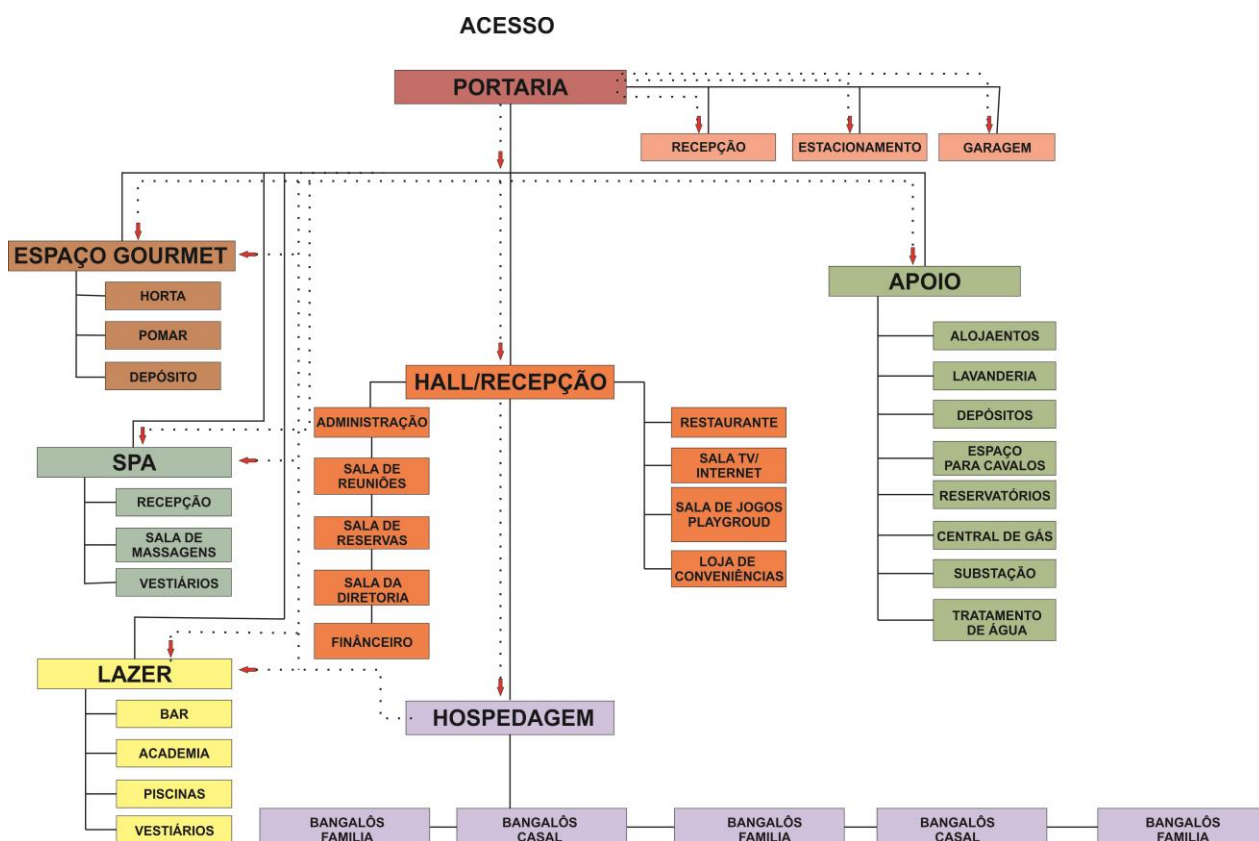 ACESSO
PORTARIA
RECEPÇÃO
ESTACIONAMENTO
GARAGEM
ESPAÇO GOURMET
HORTA
POMAR
DEPÓSITO
APOIO
ALOJAENTOS
LAVANDERIA
DEPÓSITOS
ESPAÇO
PARA CAVALOS
RESERVATÓRIOS
CENTRAL DE GÁS
SUBSTAÇÃO
TRATAMENTO
DE ÁGUA
HALL/RECEPÇÃO
ADMINISTRAÇÃO
SALA DE
REUNIÕES
SALA DE
RESERVAS
SALA DA
DIRETORIA
FINÂNCEIRO
RESTAURANTE
SALA TV/
INTERNET
SALA DE JOGOS
PLAYGROUD
LOJA DE
CONVENIÊNCIAS
SPA
RECEPÇÃO
SALA DE
MASSAGENS
VESTIÁRIOS
LAZER
BAR
ACADEMIA
PISCINAS
VESTIÁRIOS
HOSPEDAGEM
BANGALÔS
FAMILIA
BANGALÔS
CASAL
BANGALÔS
FAMILIA
BANGALÔS
CASAL
BANGALÔS
FAMILIA